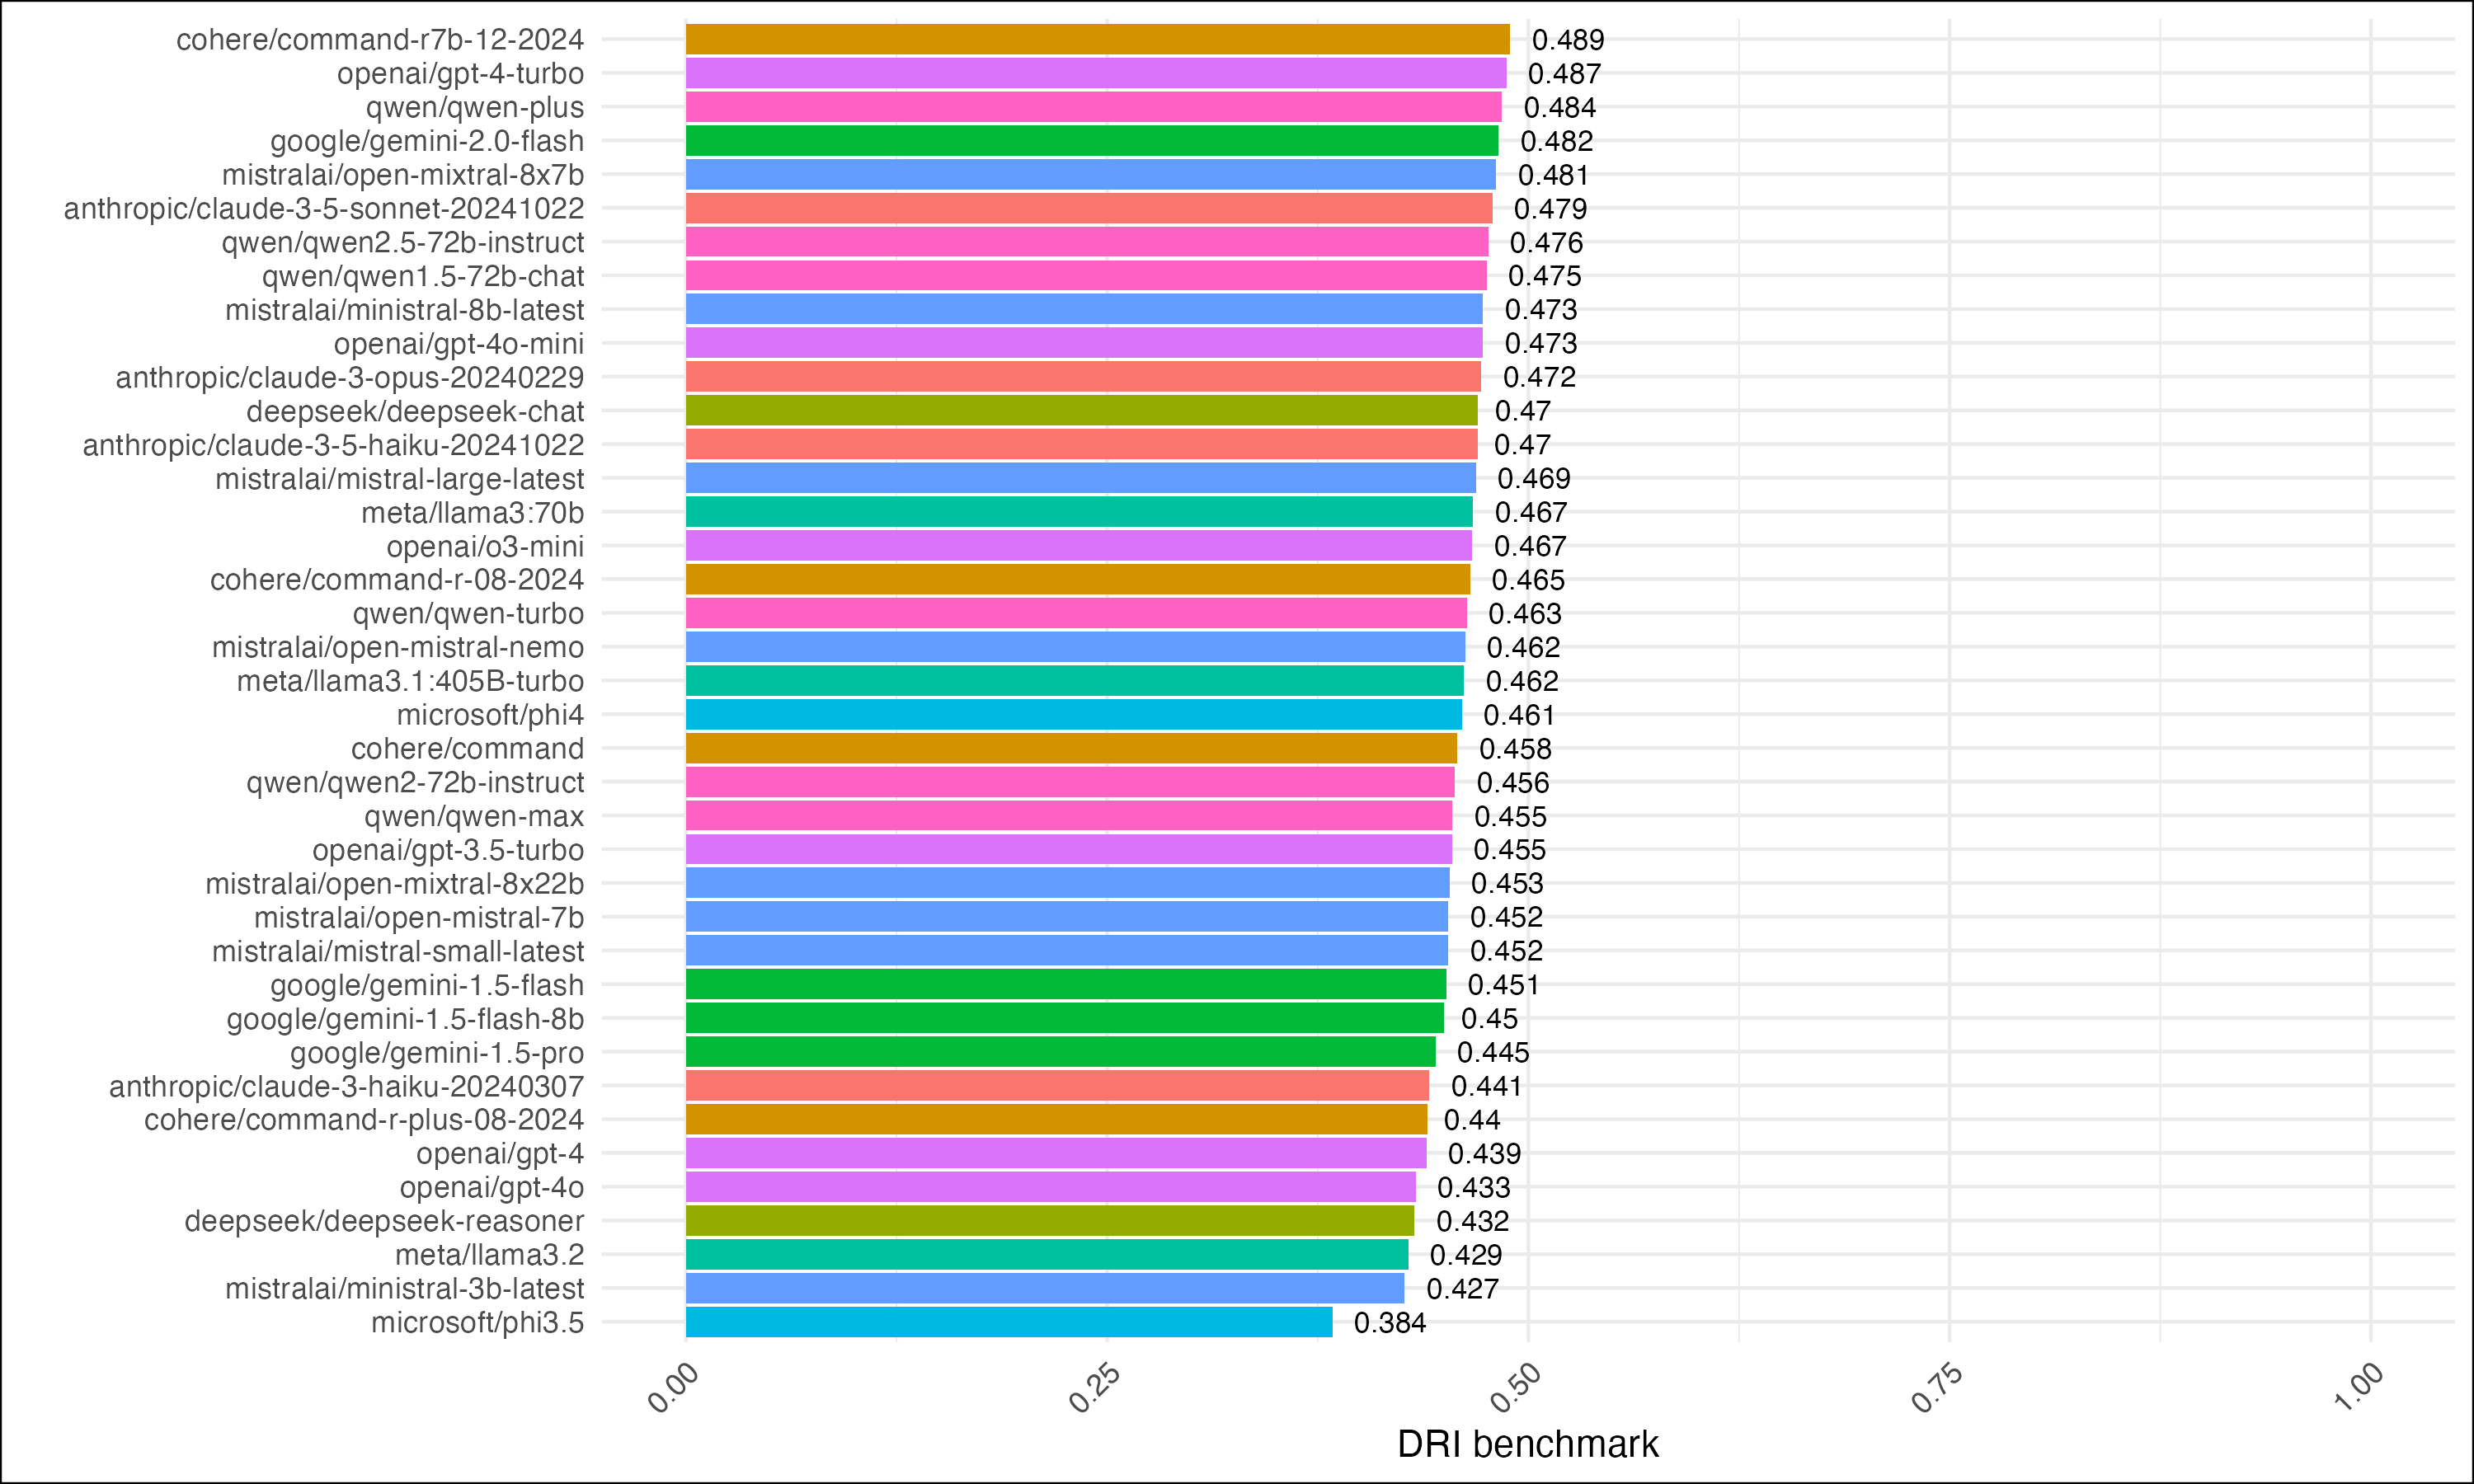 cohere/command-r7b-12-2024 0.489
openai/gpt-4-turbo 0.487
qwen/qwen-plus 0.484
google/gemini-2.0-flash 0.482
mistralai/open-mixtral-8x7b 0.481
anthropic/claude-3-5-sonnet-20241022 0.479
qwen/qwen2.5-72b-instruct 0.476
qwen/qwen1.5-72b-chat 0.475
mistralai/ministral-8b-latest 0.473
openai/gpt-4o-mini 0.473
anthropic/claude-3-opus-20240229 0.472
deepseek/deepseek-chat 0.47
anthropic/claude-3-5-haiku-20241022 0.47
mistralai/mistral-large-latest 0.469
meta/llama3:70b 0.467
openai/o3-mini 0.467
cohere/command-r-08-2024 0.465
qwen/qwen-turbo 0.463
mistralai/open-mistral-nemo 0.462
meta/llama3.1:405B-turbo 0.462
microsoft/phi4 0.461
cohere/command 0.458
qwen/qwen2-72b-instruct 0.456
qwen/qwen-max 0.455
openai/gpt-3.5-turbo 0.455
mistralai/open-mixtral-8x22b 0.453
mistralai/open-mistral-7b 0.452
mistralai/mistral-small-latest 0.452
google/gemini-1.5-flash 0.451
google/gemini-1.5-flash-8b 0.45
google/gemini-1.5-pro 0.445
anthropic/claude-3-haiku-20240307 0.441
cohere/command-r-plus-08-2024 0.44
openai/gpt-4 0.439
openai/gpt-4o 0.433
deepseek/deepseek-reasoner 0.432
meta/llama3.2 0.429
mistralai/ministral-3b-latest 0.427
microsoft/phi3.5 0.384
0.00 0.25 0.50 0.75 1.00
DRI benchmark